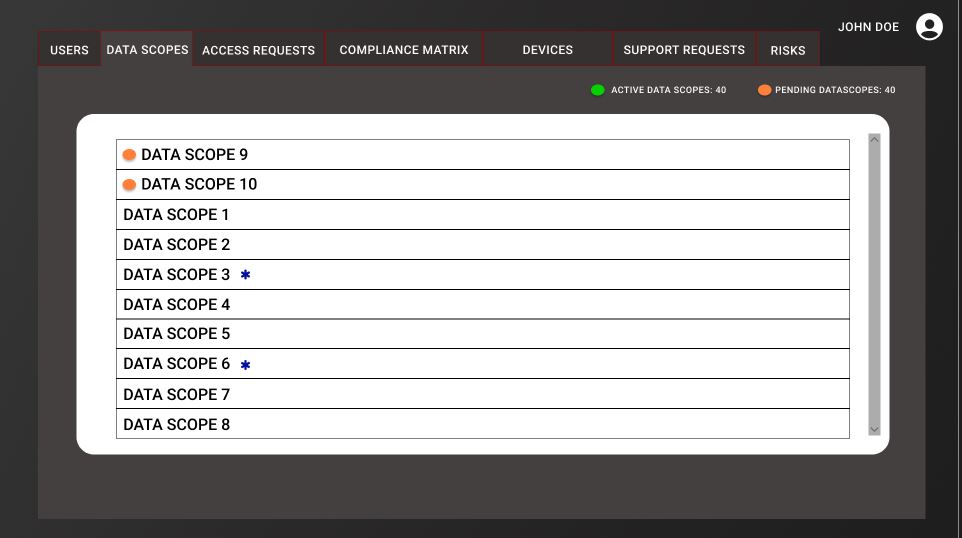 JOHN DOE
USERS DATA SCOPES ACCESS REQUESTS COMPLIANCE MATRIX DEVICES SUPPORT REQUESTS RISKS
ACTIVE DATA SCOPES: 40 PENDING DATASCOPES: 40
DATA SCOPE 9
DATA SCOPE 10
DATA SCOPE 1
DATA SCOPE 2
DATA SCOPE 3 *
DATA SCOPE 4
DATA SCOPE 5
DATA SCOPE 6 *
DATA SCOPE 7
DATA SCOPE 8